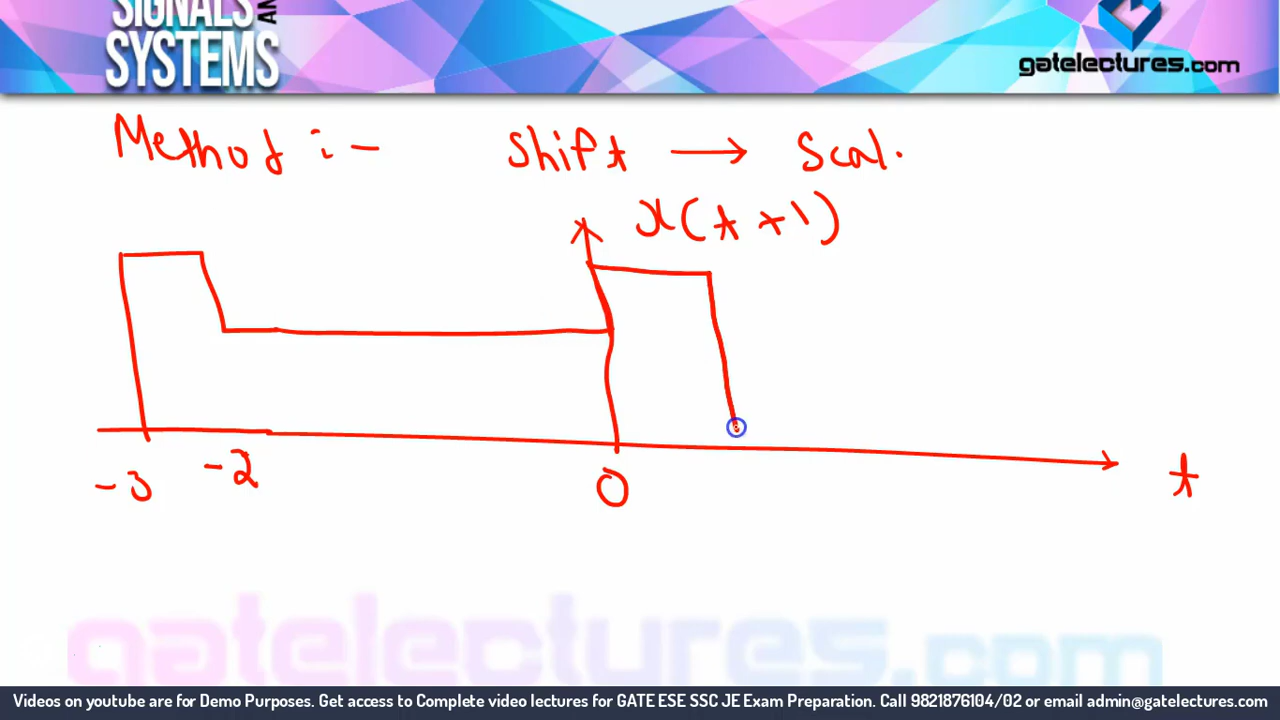 SIGNALS AND
SYSTEMS
gatelectures.com
Method :- Shift → Scal.
x(t+1)
-3 -2 0 t
gatelectures.com
Videos on youtube are for Demo Purposes. Get access to Complete video lectures for GATE ESE SSC JE Exam Preparation. Call 9821876104/02 or email admin@gatelectures.com